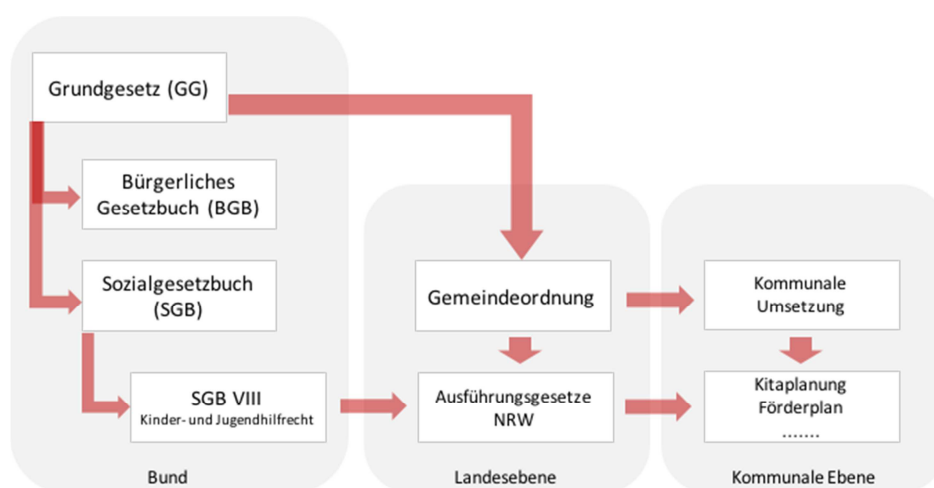 Grundgesetz (GG)
Bürgerliches
Gesetzbuch (BGB)
Sozialgesetzbuch
(SGB)
SGB VIII
Kinder- und Jugendhilfrecht
Bund
Gemeindeordnung
Ausführungsgesetze
NRW
Landesebene
Kommunale
Umsetzung
Kitaplanung
Förderplan
.......
Kommunale Ebene